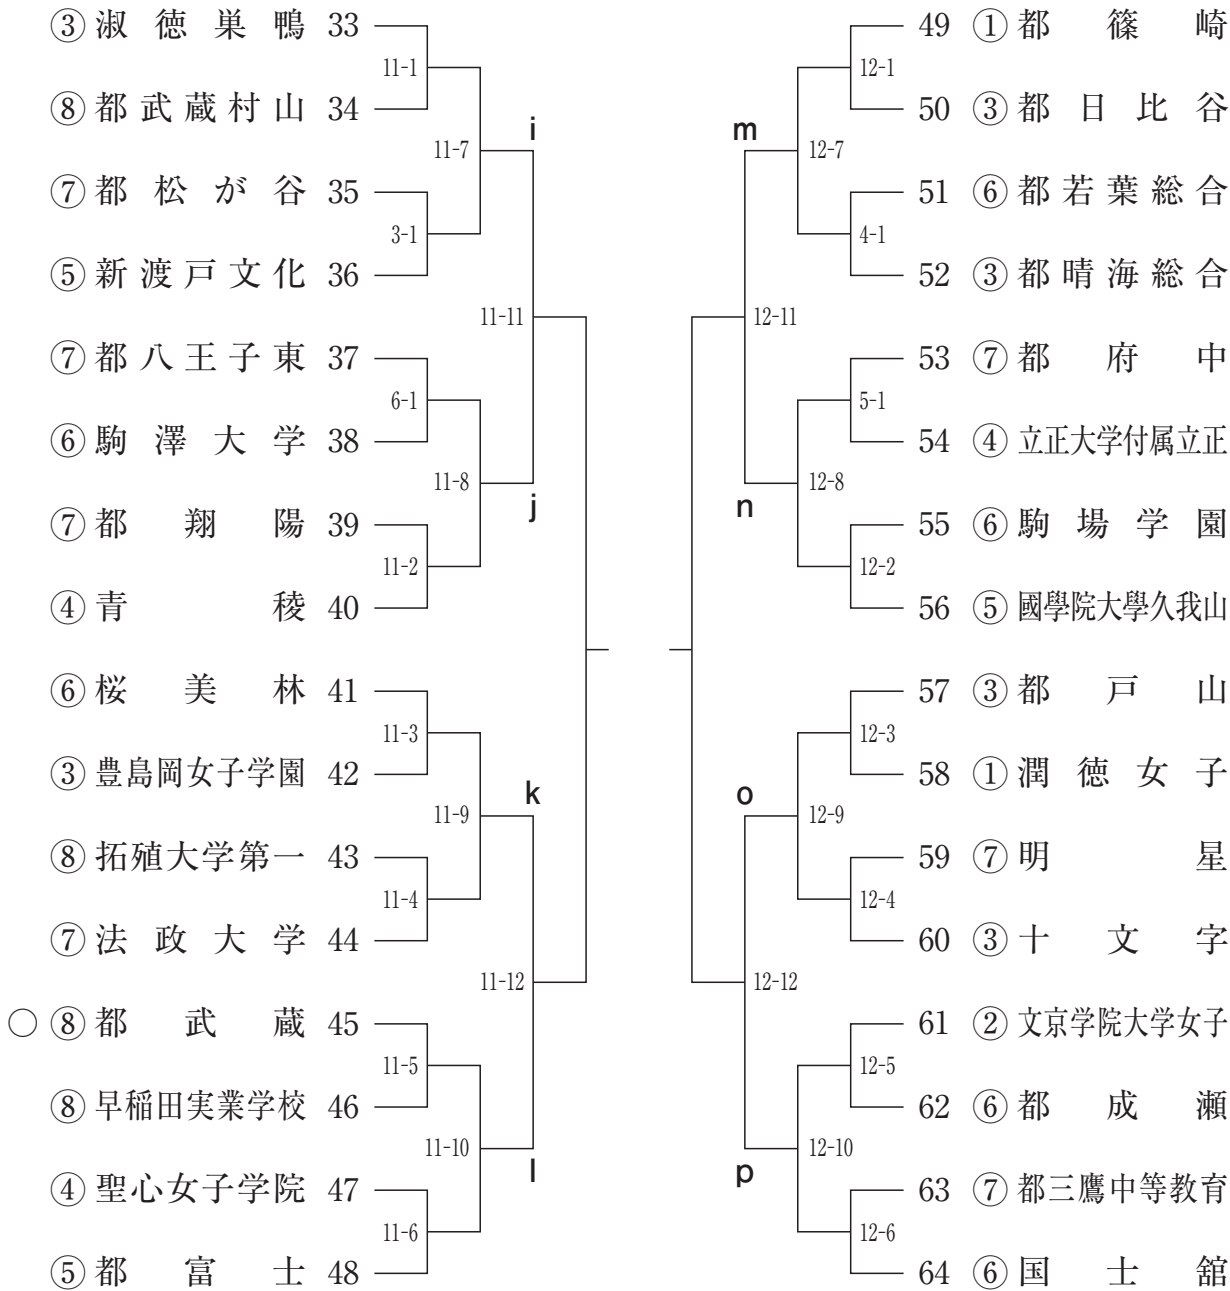 ③ 淑徳巣鴨 33
11-1
⑧ 都武蔵村山 34
i
11-7
⑦ 都松が谷 35
3-1
⑤ 新渡戸文化 36
11-11
⑦ 都八王子東 37
6-1
⑥ 駒澤大学 38
11-8
j
⑦ 都翔陽 39
11-2
④ 青稜 40
⑥ 桜美林 41
11-3
③ 豊島岡女子学園 42
k
11-9
⑧ 拓殖大学第一 43
11-4
⑦ 法政大学 44
11-12
○ ⑧ 都武蔵 45
11-5
⑧ 早稲田実業学校 46
11-10
l
④ 聖心女子学院 47
11-6
⑤ 都富士 48
49 ① 都篠崎
12-1
50 ③ 都日比谷
m
12-7
51 ⑥ 都若葉総合
4-1
52 ③ 都晴海総合
12-11
53 ⑦ 都府中
5-1
54 ④ 立正大学付属立正
12-8
n
55 ⑥ 駒場学園
12-2
56 ⑤ 國學院大學久我山
57 ③ 都戸山
12-3
58 ① 潤徳女子
o
12-9
59 ⑦ 明星
12-4
60 ③ 十文字
12-12
61 ② 文京学院大学女子
12-5
62 ⑥ 都成瀬
12-10
p
63 ⑦ 都三鷹中等教育
12-6
64 ⑥ 国士舘